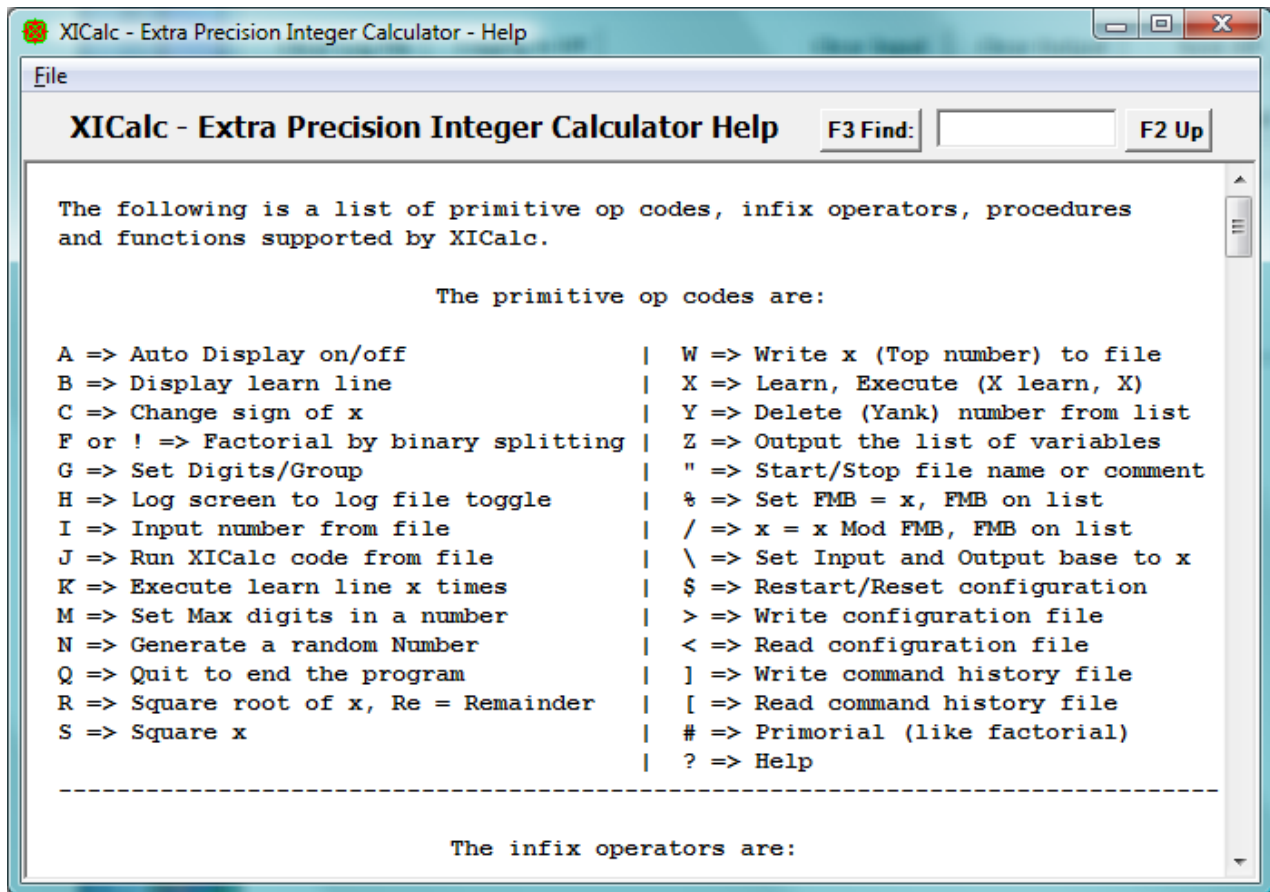 XICalc - Extra Precision Integer Calculator - Help
File
XICalc - Extra Precision Integer Calculator Help F3 Find: F2 Up
The following is a list of primitive op codes, infix operators, procedures
and functions supported by XICalc.
The primitive op codes are:
A => Auto Display on/off | W => Write x (Top number) to file
B => Display learn line | X => Learn, Execute (X learn, X)
C => Change sign of x | Y => Delete (Yank) number from list
F or ! => Factorial by binary splitting | Z => Output the list of variables
G => Set Digits/Group | " => Start/Stop file name or comment
H => Log screen to log file toggle | % => Set FMB = x, FMB on list
I => Input number from file | / => x = x Mod FMB, FMB on list
J => Run XICalc code from file | \ => Set Input and Output base to x
K => Execute learn line x times | $ => Restart/Reset configuration
M => Set Max digits in a number | > => Write configuration file
N => Generate a random Number | < => Read configuration file
Q => Quit to end the program | ] => Write command history file
R => Square root of x, Re = Remainder | [ => Read command history file
S => Square x | # => Primorial (like factorial)
| ? => Help
--------------------------------------------------------------------------------
The infix operators are: